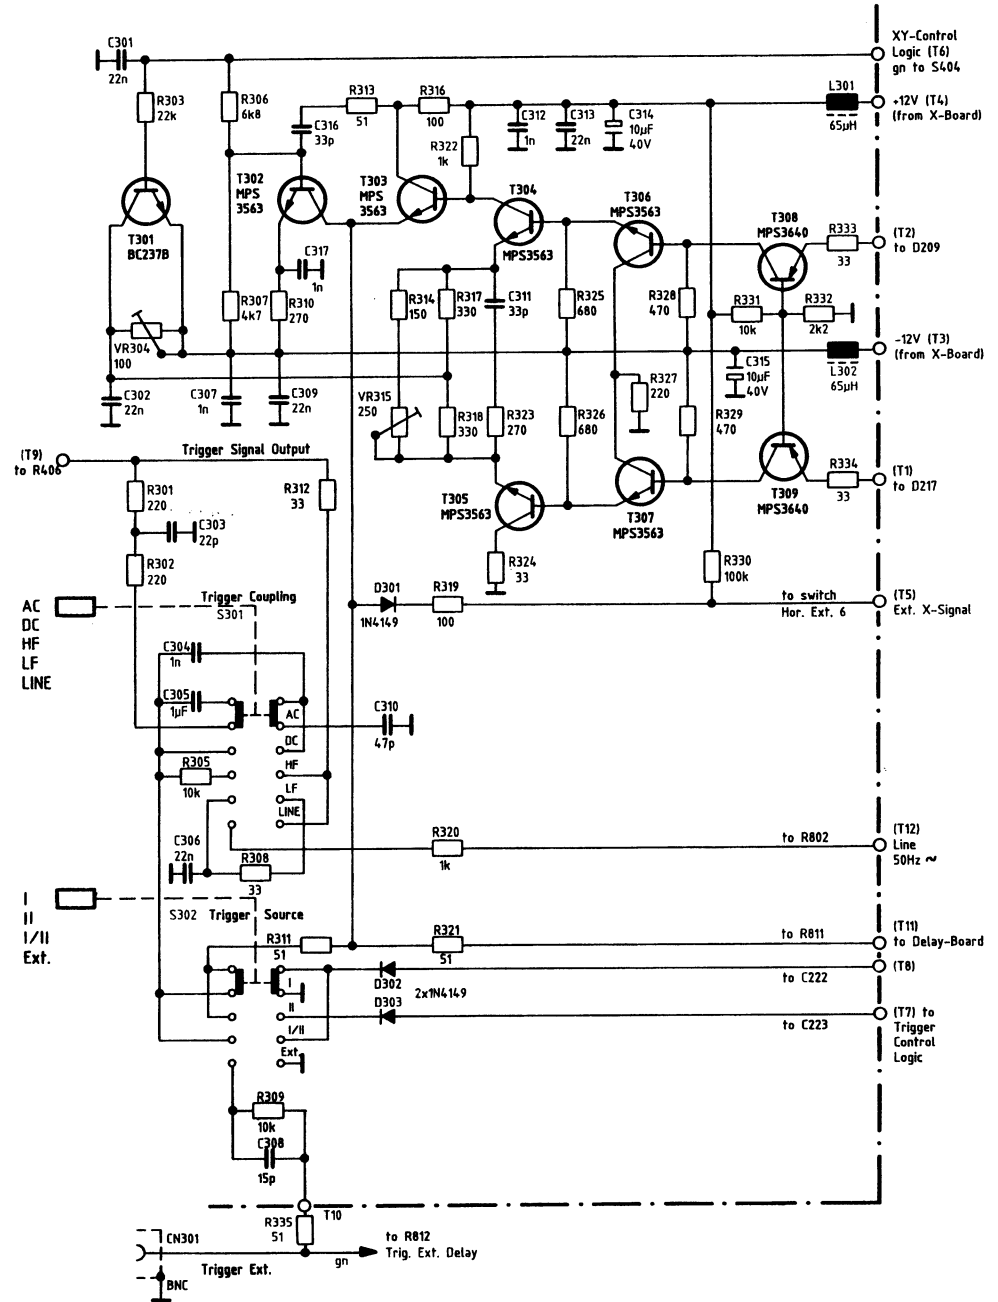 C301
22n
R303
22k
R306
6k8
C316
33p
R313
51
R316
100
R322
1k
C312
1n
C313
22n
C314
10µF
40V
L301
65µH
XY-Control
Logic (T6)
gn to S404
+12V (T4)
(from X-Board)
T301
BC237B
T302
MPS
3563
T303
MPS
3563
T304
MPS3563
T306
MPS3563
T308
MPS3640
R333
33
(T2)
to D209
C317
1n
R307
4k7
R310
270
R314
150
R317
330
C311
33p
R325
680
R328
470
R331
10k
R332
2k2
VR304
100
-12V (T3)
(from X-Board)
L302
65µH
C315
10µF
40V
C302
22n
C307
1n
C309
22n
VR315
250
R318
330
R323
270
R326
680
R327
220
R329
470
(T9)
to R406
Trigger Signal Output
R301
220
R312
33
C303
22p
R302
220
T305
MPS3563
T307
MPS3563
T309
MPS3640
R334
33
(T1)
to D217
R324
33
R330
100k
D301
1N4149
R319
100
to switch
Hor. Ext. 6
(T5)
Ext. X-Signal
AC
DC
HF
LF
LINE
Trigger Coupling
S301
C304
1n
C305
1µF
AC
DC
HF
LF
LINE
C310
47p
R305
10k
C306
22n
R308
33
R320
1k
to R802
(T12)
Line
50Hz ~
I
II
I/II
Ext.
S302 Trigger Source
R311
51
R321
51
to R811
(T11)
to Delay-Board
I
II
I/II
Ext.
D302
2x1N4149
D303
to C222
(T8)
to C223
(T7) to
Trigger
Control
Logic
R309
10k
C308
15p
T10
R335
51
CN301
to R812
Trig. Ext. Delay
gn
Trigger Ext.
BNC